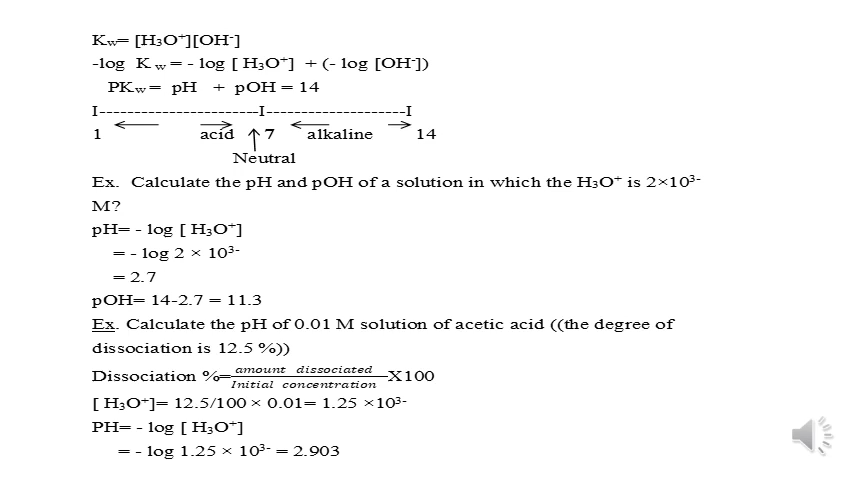 Kw= [H₃O⁺][OH⁻]
-log K w = - log [ H₃O⁺] + (- log [OH⁻])
PKw = pH + pOH = 14
I-----------------------I---------------------I
1 acid 7 alkaline 14
Neutral
Ex. Calculate the pH and pOH of a solution in which the H₃O⁺ is 2×10³⁻
M?
pH= - log [ H₃O⁺]
= - log 2 × 10³⁻
= 2.7
pOH= 14-2.7 = 11.3
Ex. Calculate the pH of 0.01 M solution of acetic acid ((the degree of
dissociation is 12.5 %))
Dissociation %= amount dissociated / Initial concentration X100
[ H₃O⁺]= 12.5/100 × 0.01= 1.25 ×10³⁻
PH= - log [ H₃O⁺]
= - log 1.25 × 10³⁻ = 2.903